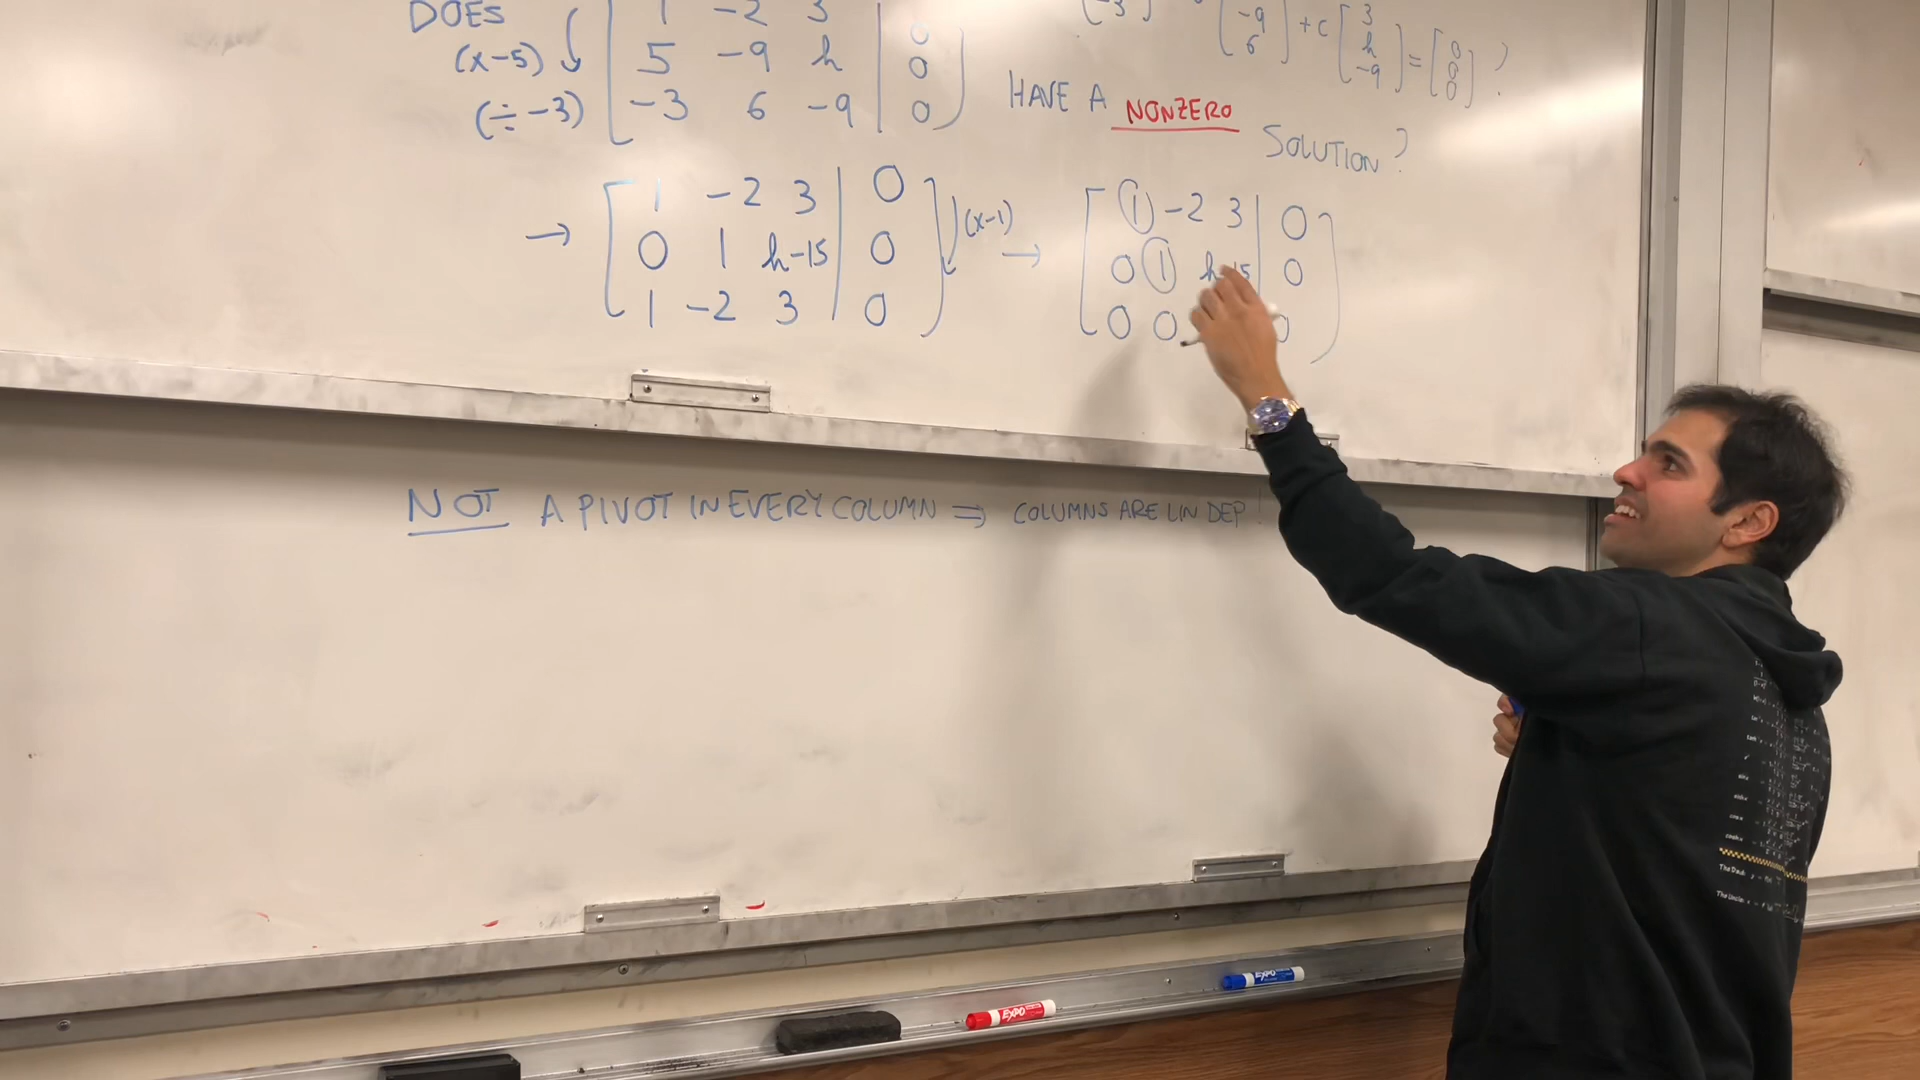 DOES [ 1 -2 3 | 0 ]
(x-5) [ 5 -9 h | 0 ]
(÷-3) [ -3 6 -9 | 0 ]
HAVE A NONZERO SOLUTION?
[-9 6] + c [3 h -9] = [0 0 0] ?
→ [ 1 -2 3 | 0 ]
[ 0 1 h-15 | 0 ] (x-1)
[ 1 -2 3 | 0 ]
→ [ 1 -2 3 | 0 ]
[ 0 1 h-15 | 0 ]
[ 0 0 0 ]
NOT A PIVOT IN EVERY COLUMN ⇒ COLUMNS ARE LIN DEP!
EXPO
EXPO